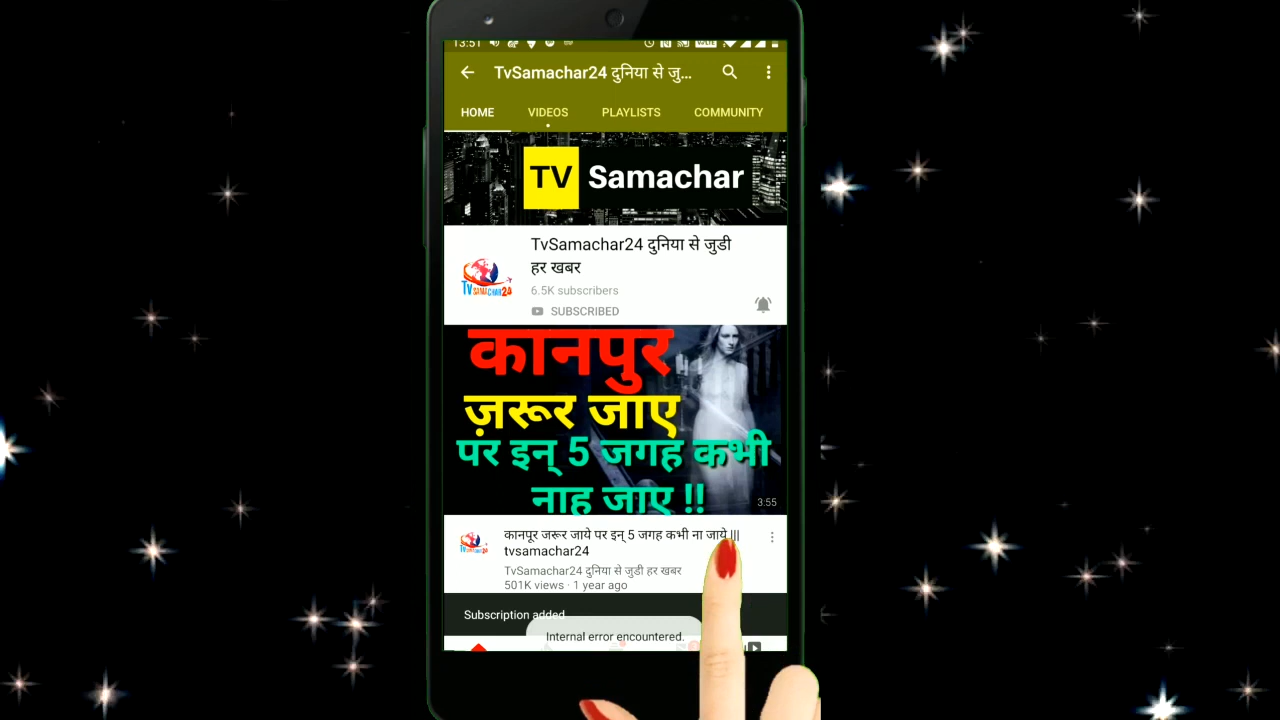 13:51
TvSamachar24 दुनिया से जु...
HOME VIDEOS PLAYLISTS COMMUNITY
TV Samachar
TvSamachar24 दुनिया से जुडी
हर खबर
6.5K subscribers
SUBSCRIBED
TV SAMACHAR24
कानपुर
ज़रूर जाए
पर इन् 5 जगह कभी
नाह जाए !!
3:55
कानपूर जरूर जाये पर इन् 5 जगह कभी ना जाये |||
tvsamachar24
TvSamachar24 दुनिया से जुडी हर खबर
501K views · 1 year ago
Subscription added
Internal error encountered.